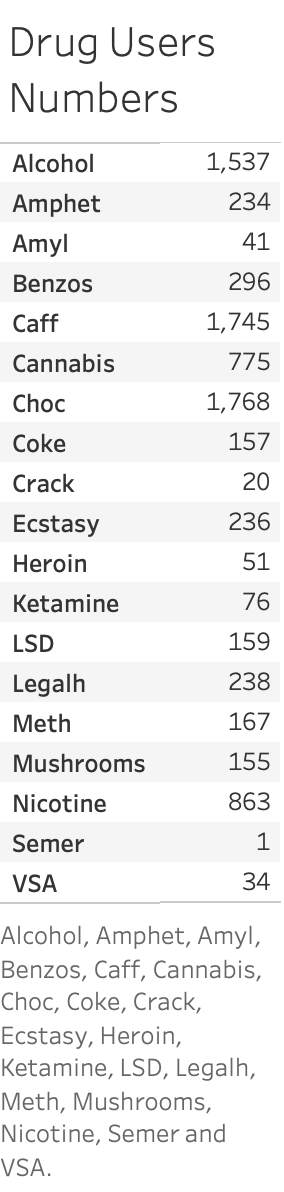 Drug Users
Numbers
Alcohol 1,537
Amphet 234
Amyl 41
Benzos 296
Caff 1,745
Cannabis 775
Choc 1,768
Coke 157
Crack 20
Ecstasy 236
Heroin 51
Ketamine 76
LSD 159
Legalh 238
Meth 167
Mushrooms 155
Nicotine 863
Semer 1
VSA 34
Alcohol, Amphet, Amyl,
Benzos, Caff, Cannabis,
Choc, Coke, Crack,
Ecstasy, Heroin,
Ketamine, LSD, Legalh,
Meth, Mushrooms,
Nicotine, Semer and
VSA.